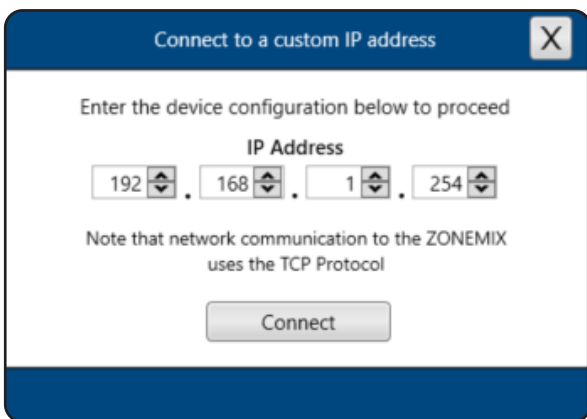 Connect to a custom IP address X
Enter the device configuration below to proceed
IP Address
192 . 168 . 1 . 254
Note that network communication to the ZONEMIX
uses the TCP Protocol
Connect